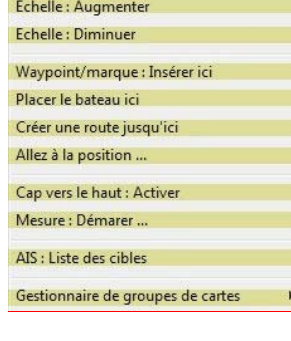 Echelle : Augmenter
Echelle : Diminuer
Waypoint/marque : Insérer ici
Placer le bateau ici
Créer une route jusqu'ici
Allez à la position ...
Cap vers le haut : Activer
Mesure : Démarer ...
AIS : Liste des cibles
Gestionnaire de groupes de cartes